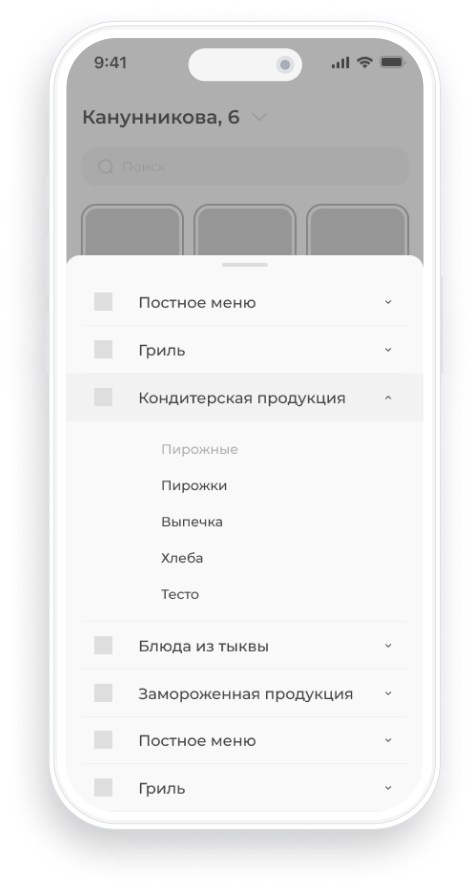 9:41
Канунникова, 6
Поиск
Постное меню
Гриль
Кондитерская продукция
Пирожные
Пирожки
Выпечка
Хлеба
Тесто
Блюда из тыквы
Замороженная продукция
Постное меню
Гриль